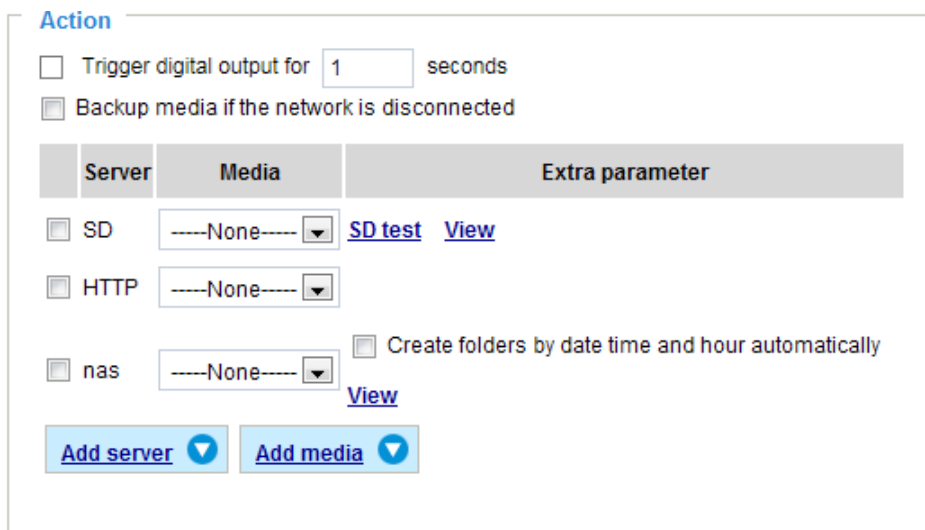 Action
Trigger digital output for 1 seconds
Backup media if the network is disconnected
Server Media Extra parameter
SD -----None----- SD test View
HTTP -----None-----
Create folders by date time and hour automatically
nas -----None-----
View
Add server Add media